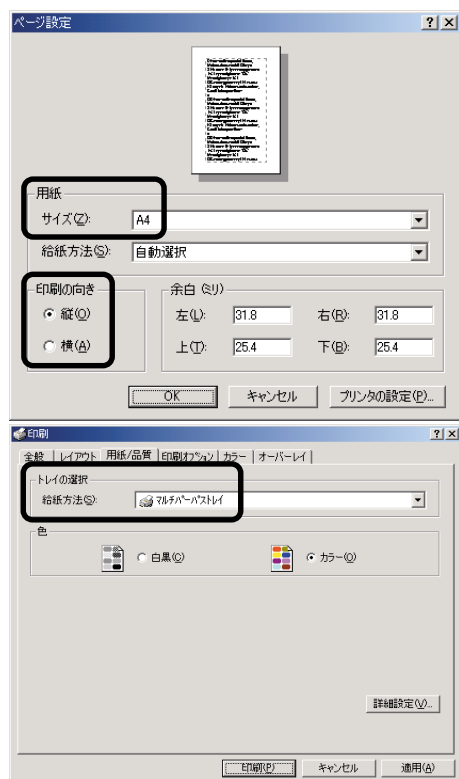 ページ設定
用紙
サイズ(Z): A4
給紙方法(S): 自動選択
印刷の向き
縦(O)
横(A)
余白 (ミリ)
左(L): 31.8 右(R): 31.8
上(T): 25.4 下(B): 25.4
OK キャンセル プリンタの設定(P)...
印刷
全般 レイアウト 用紙/品質 印刷オプション カラー オーバーレイ
トレイの選択
給紙方法(S): マルチパーパストレイ
色
白黒(C) カラー(O)
詳細設定(V)...
印刷(P) キャンセル 適用(A)